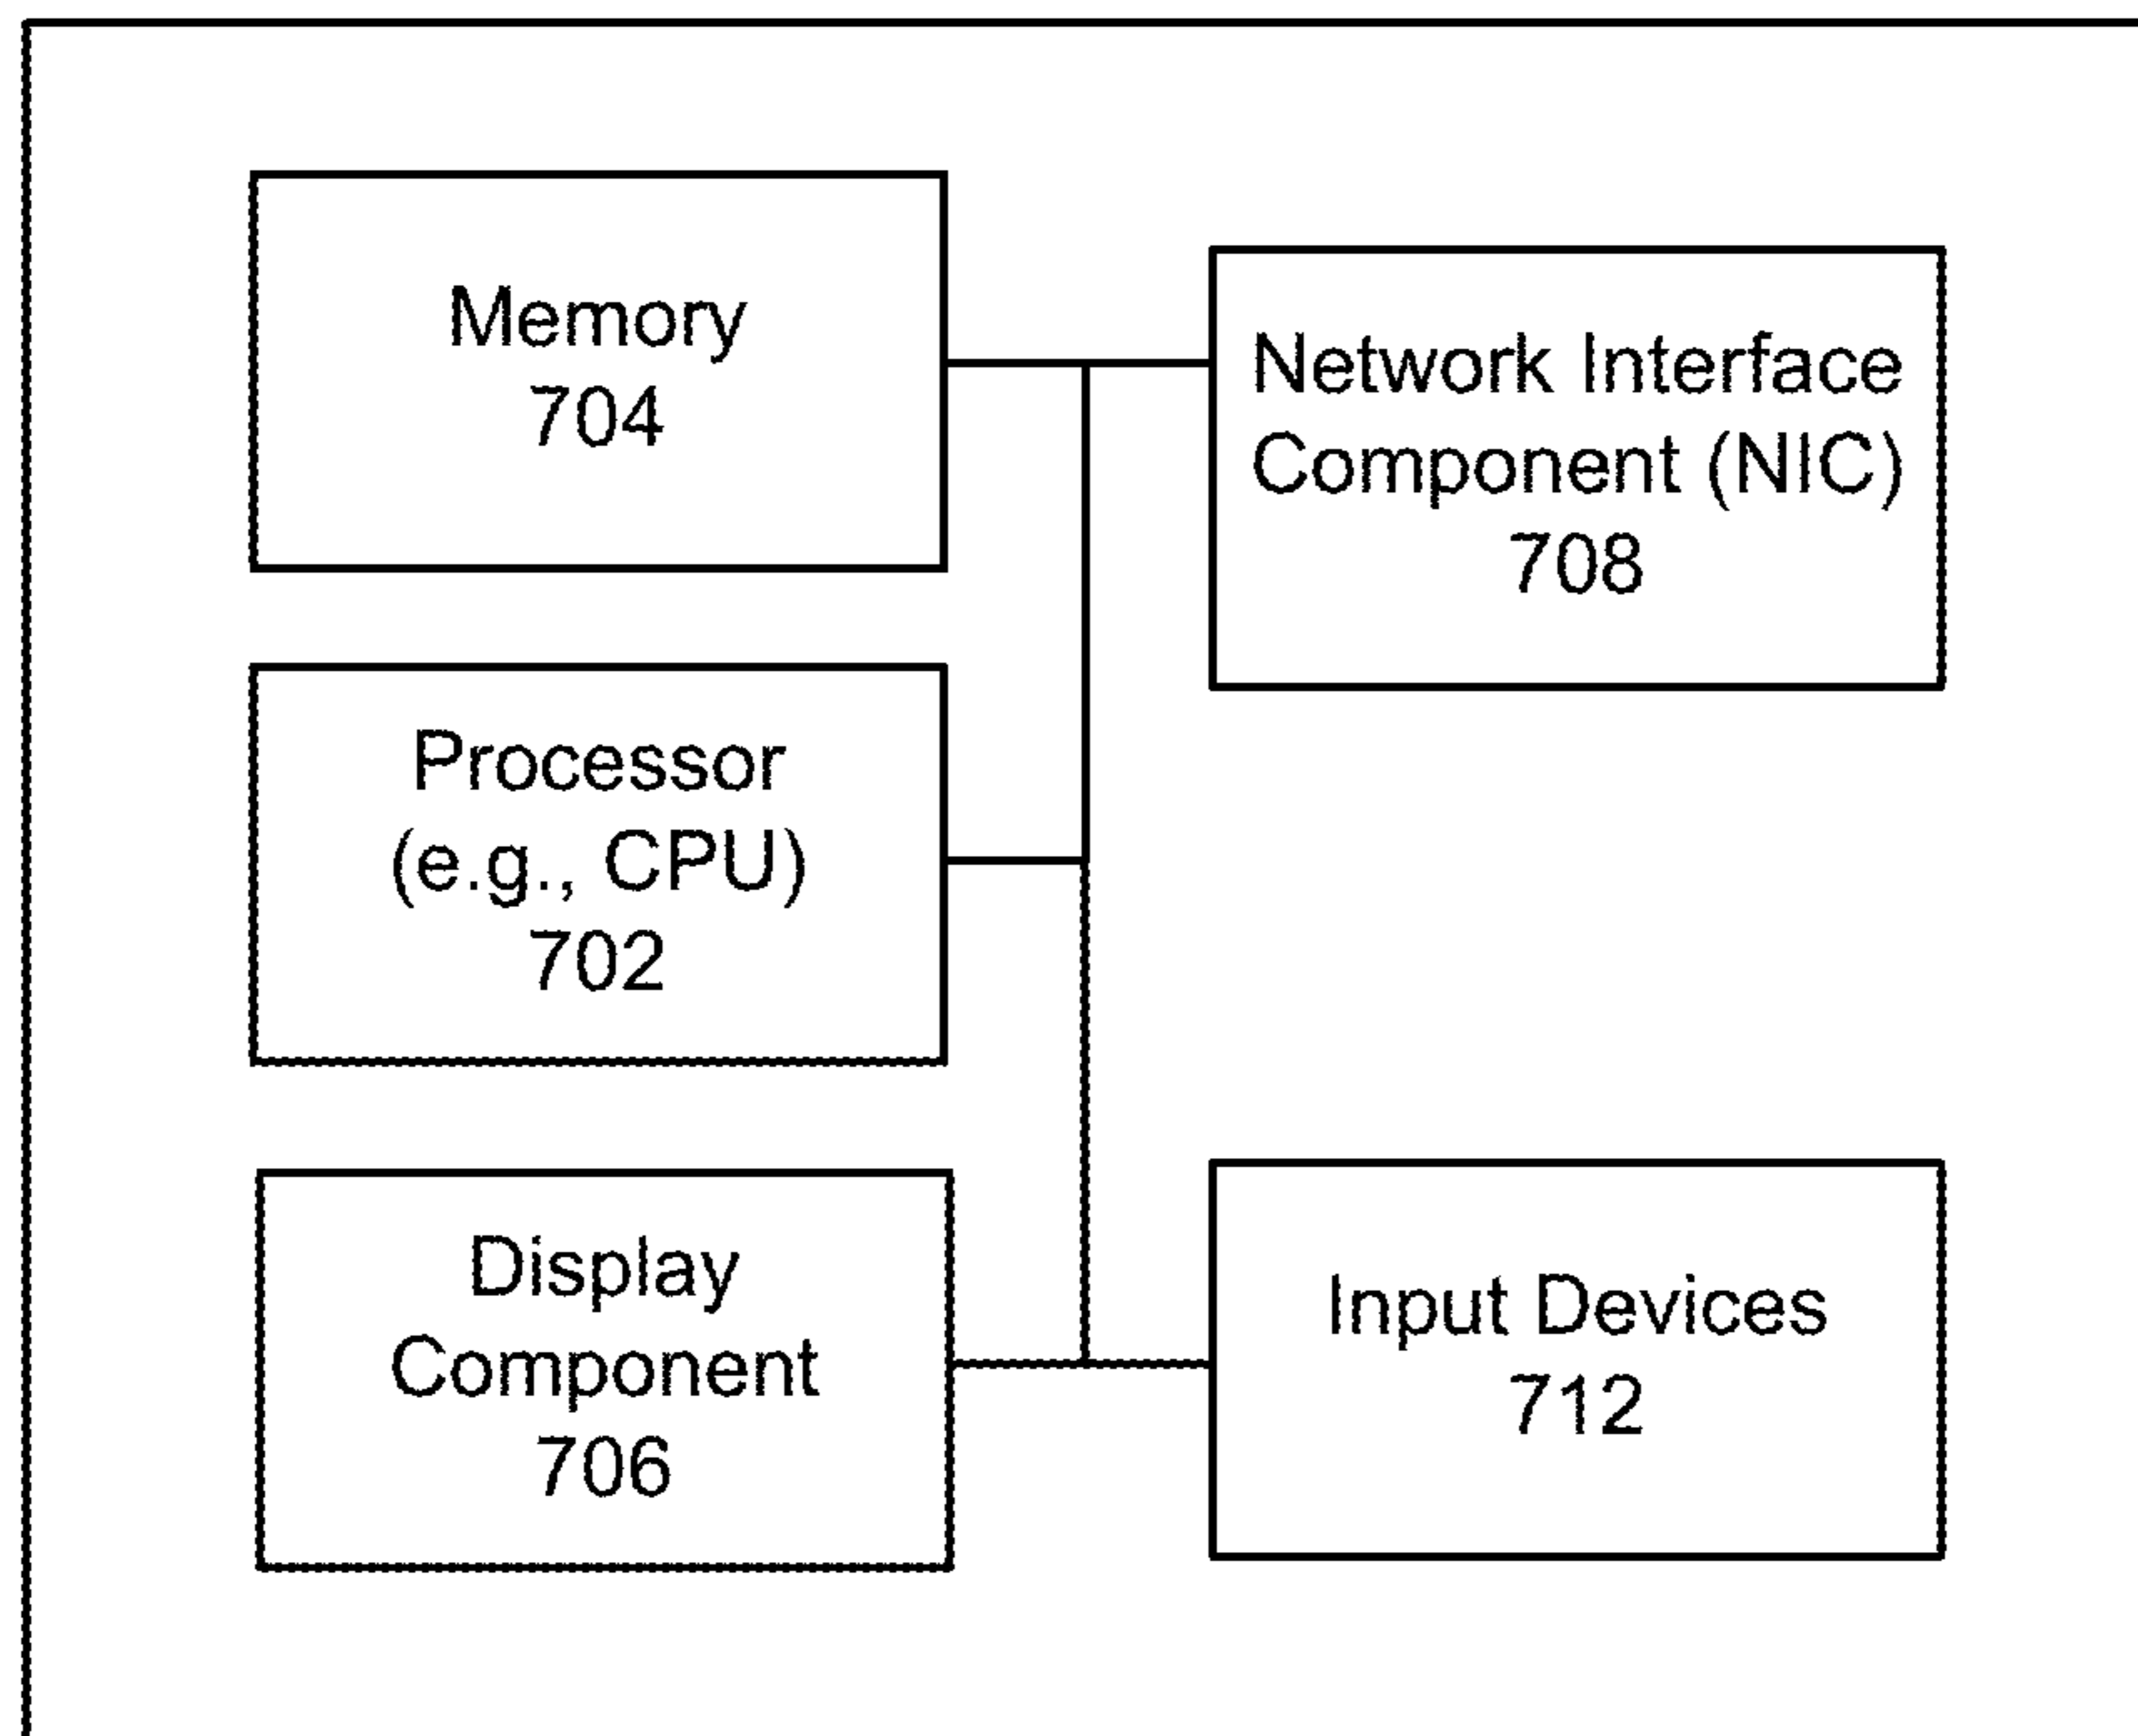 Memory
704
Network Interface
Component (NIC)
708
Processor
(e.g., CPU)
702
Display
Component
706
Input Devices
712